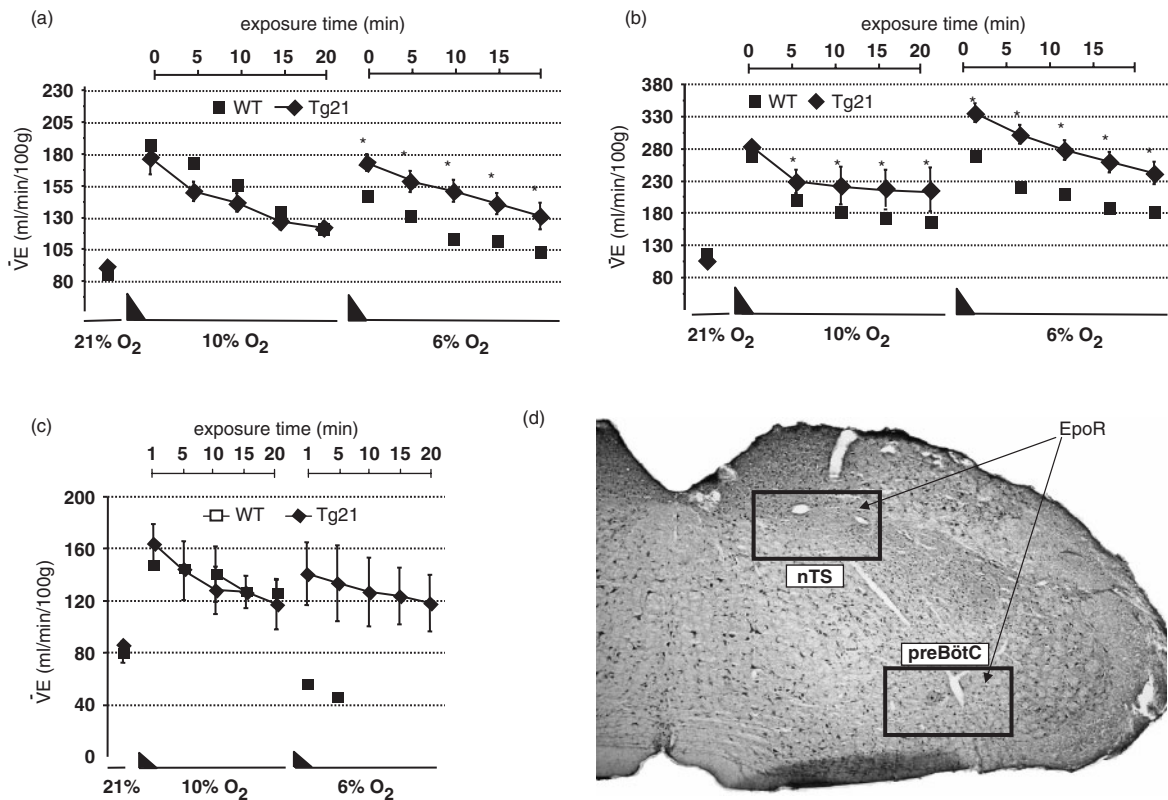 (a)
exposure time (min)
0 5 10 15 20 0 5 10 15
230
205
180
155
130
105
80
V̄E (ml/min/100g)
WT Tg21
* * * * *
21% O2 10% O2 6% O2
(b)
exposure time (min)
0 5 10 15 20 0 5 10 15
380
330
280
230
180
130
80
V̄E (ml/min/100g)
WT Tg21
* * * * * * * * *
21% O2 10% O2 6% O2
(c)
exposure time (min)
1 5 10 15 20 1 5 10 15 20
200
160
120
80
40
0
V̄E (ml/min/100g)
WT Tg21
21% 10% O2 6% O2
(d)
EpoR
nTS
preBötC